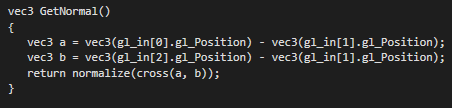 vec3 GetNormal()
{
    vec3 a = vec3(gl_in[0].gl_Position) - vec3(gl_in[1].gl_Position);
    vec3 b = vec3(gl_in[2].gl_Position) - vec3(gl_in[1].gl_Position);
    return normalize(cross(a, b));
}